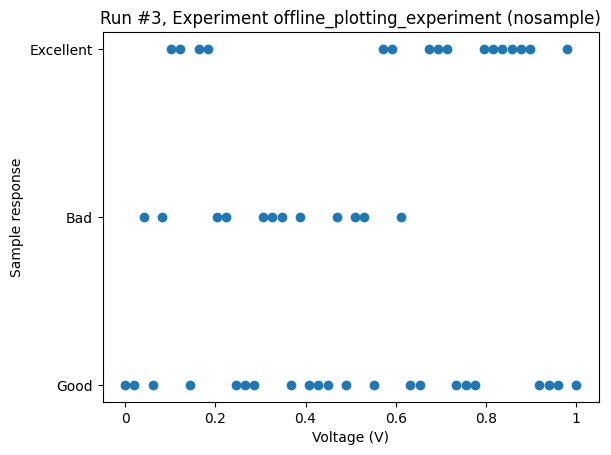 Run #3, Experiment offline_plotting_experiment (nosample)
Excellent
Bad
Good
Sample response
0
0.2
0.4
0.6
0.8
1
Voltage (V)